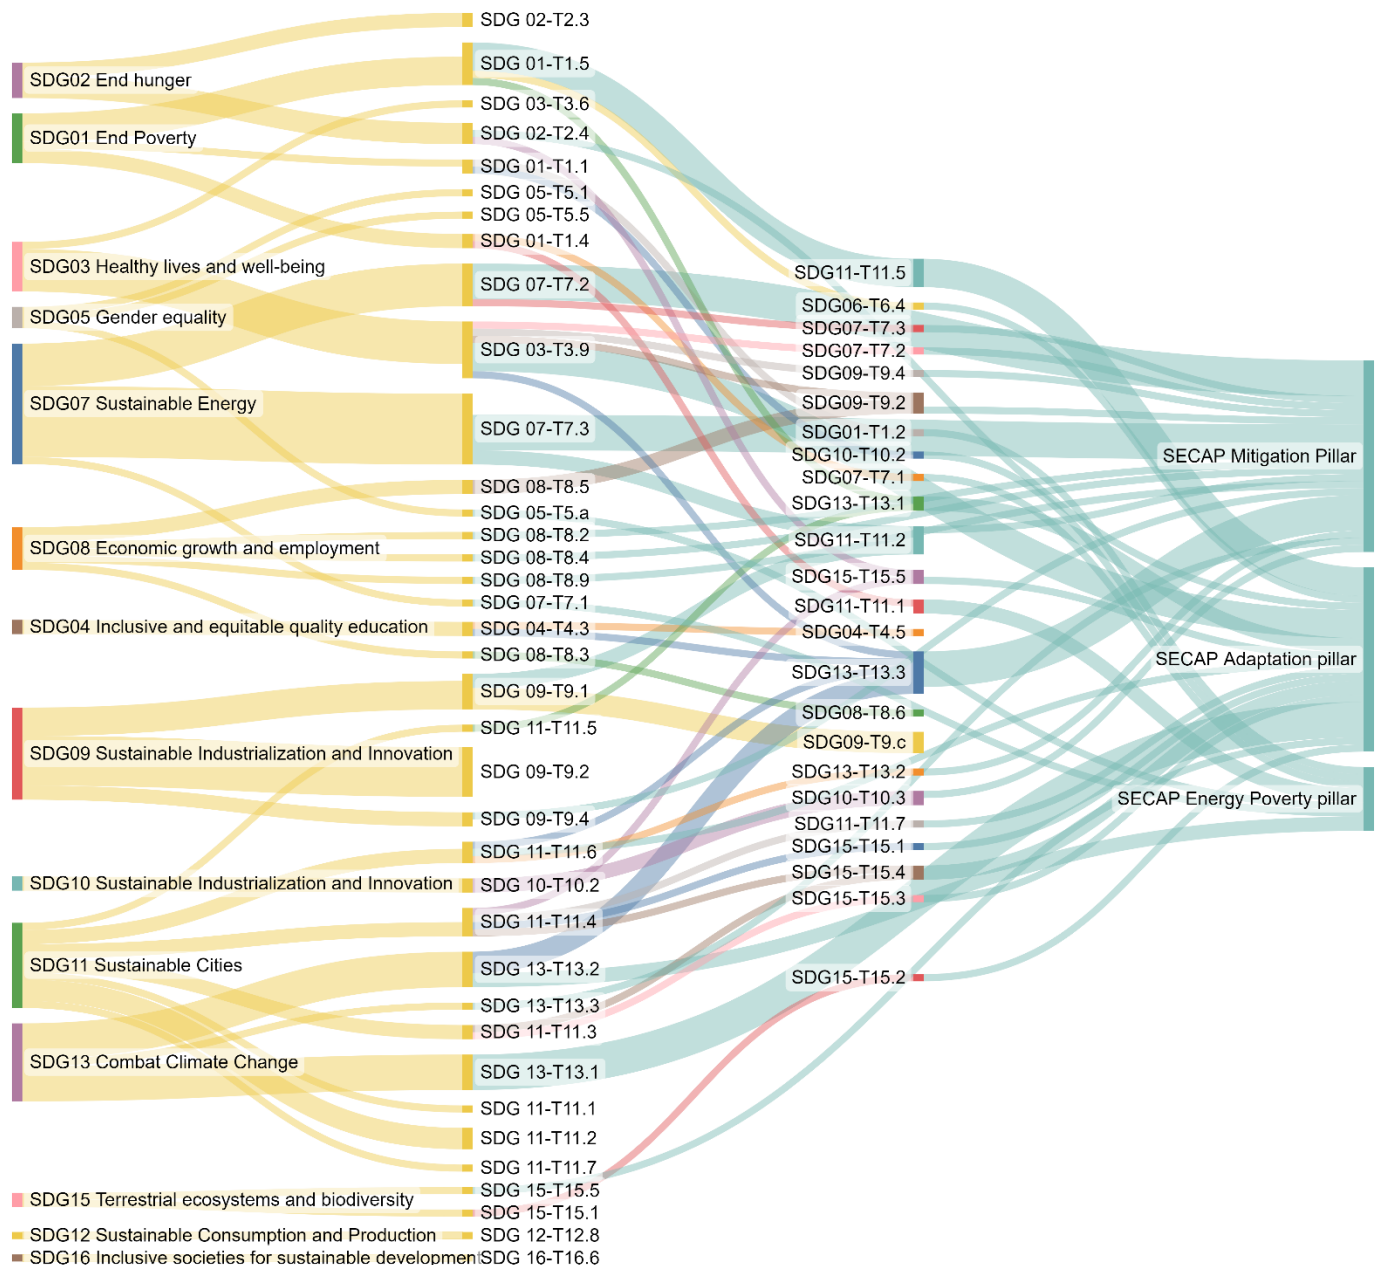 SDG02 End hunger
SDG01 End Poverty
SDG03 Healthy lives and well-being
SDG05 Gender equality
SDG07 Sustainable Energy
SDG08 Economic growth and employment
SDG04 Inclusive and equitable quality education
SDG09 Sustainable Industrialization and Innovation
SDG10 Sustainable Industrialization and Innovation
SDG11 Sustainable Cities
SDG13 Combat Climate Change
SDG15 Terrestrial ecosystems and biodiversity
SDG12 Sustainable Consumption and Production
SDG16 Inclusive societies for sustainable development
SDG 02-T2.3
SDG 01-T1.5
SDG 03-T3.6
SDG 02-T2.4
SDG 01-T1.1
SDG 05-T5.1
SDG 05-T5.5
SDG 01-T1.4
SDG 07-T7.2
SDG 03-T3.9
SDG 07-T7.3
SDG 08-T8.5
SDG 05-T5.a
SDG 08-T8.2
SDG 08-T8.4
SDG 08-T8.9
SDG 07-T7.1
SDG 04-T4.3
SDG 08-T8.3
SDG 09-T9.1
SDG 11-T11.5
SDG 09-T9.2
SDG 09-T9.4
SDG 11-T11.6
SDG 10-T10.2
SDG 11-T11.4
SDG 13-T13.2
SDG 13-T13.3
SDG 11-T11.3
SDG 13-T13.1
SDG 11-T11.1
SDG 11-T11.2
SDG 11-T11.7
SDG 15-T15.5
SDG 15-T15.1
SDG 12-T12.8
SDG 16-T16.6
SDG11-T11.5
SDG06-T6.4
SDG07-T7.3
SDG07-T7.2
SDG09-T9.4
SDG09-T9.2
SDG01-T1.2
SDG10-T10.2
SDG07-T7.1
SDG13-T13.1
SDG11-T11.2
SDG15-T15.5
SDG11-T11.1
SDG04-T4.5
SDG13-T13.3
SDG08-T8.6
SDG09-T9.c
SDG13-T13.2
SDG10-T10.3
SDG11-T11.7
SDG15-T15.1
SDG15-T15.4
SDG15-T15.3
SDG15-T15.2
SECAP Mitigation Pillar
SECAP Adaptation pillar
SECAP Energy Poverty pillar